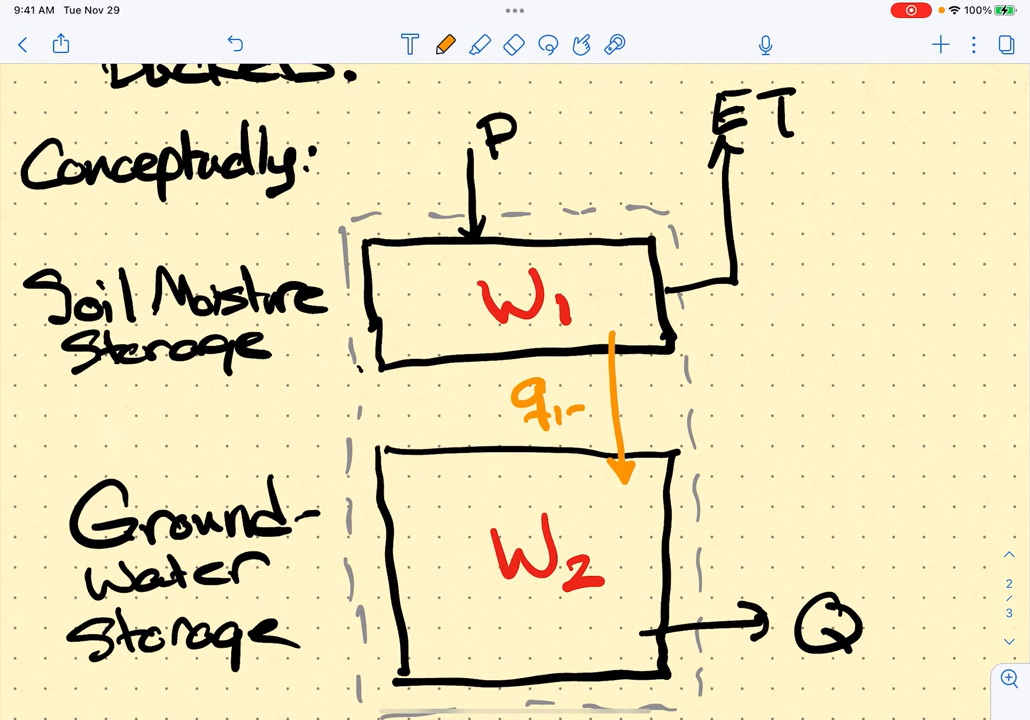 9:41 AM Tue Nov 29
100%
Buckets.
Conceptually:
P
ET
Soil Moisture
Storage
W1
q1-
Ground-
water
storage
W2
Q
2
/
3